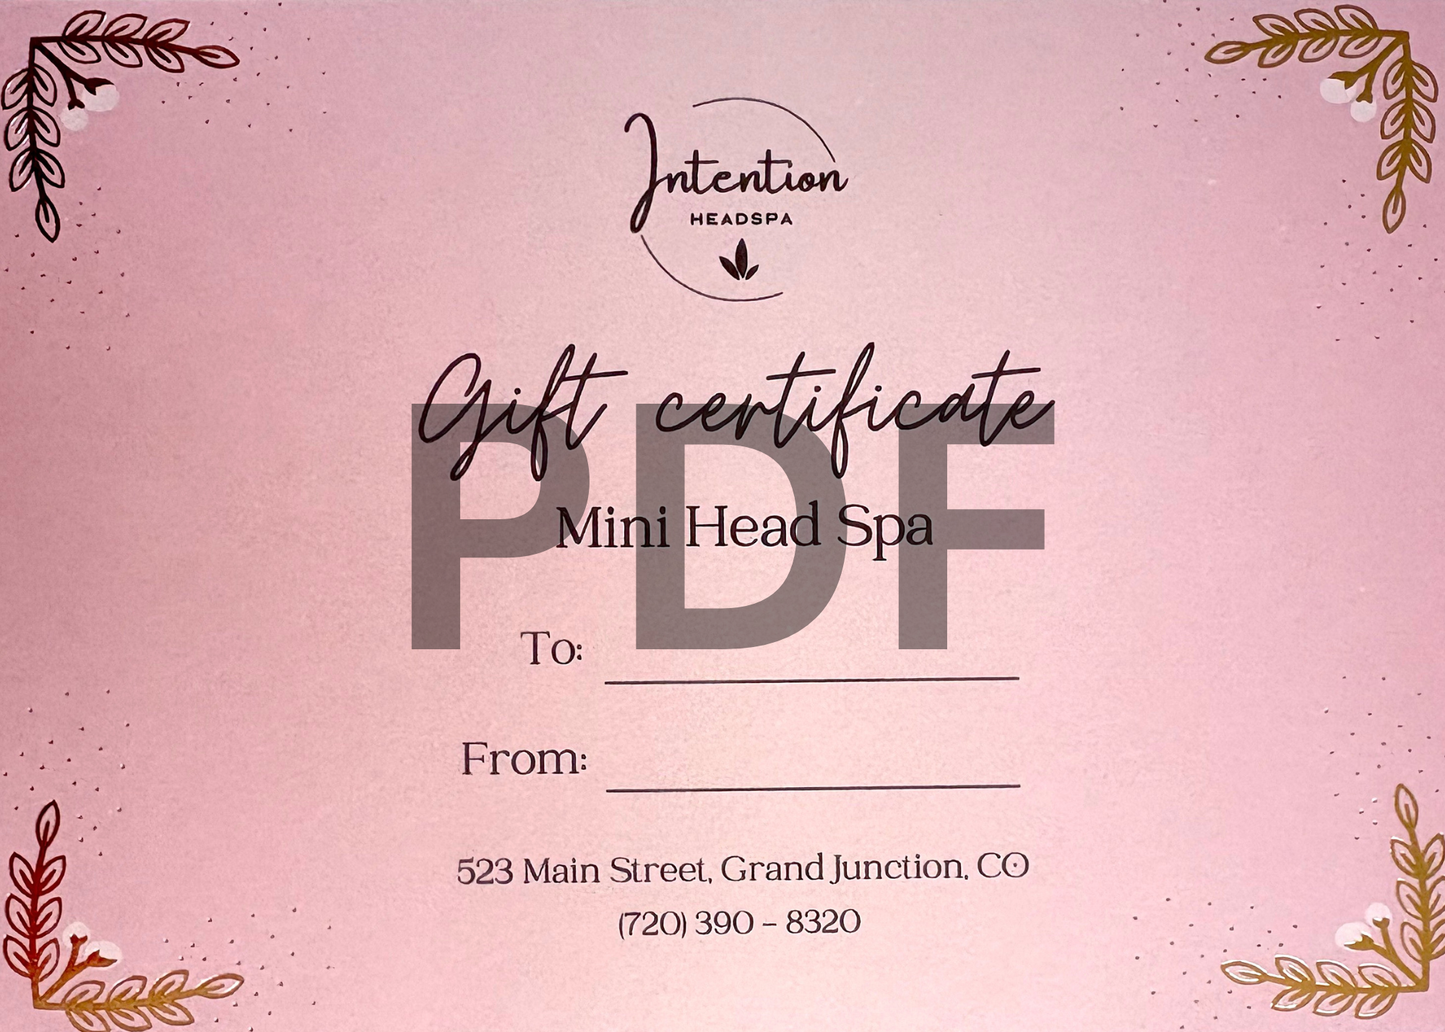 Intention
HEADSPA
Gift certificate
PDF
Mini Head Spa
To:
From:
523 Main Street, Grand Junction, CO
(720) 390 – 8320